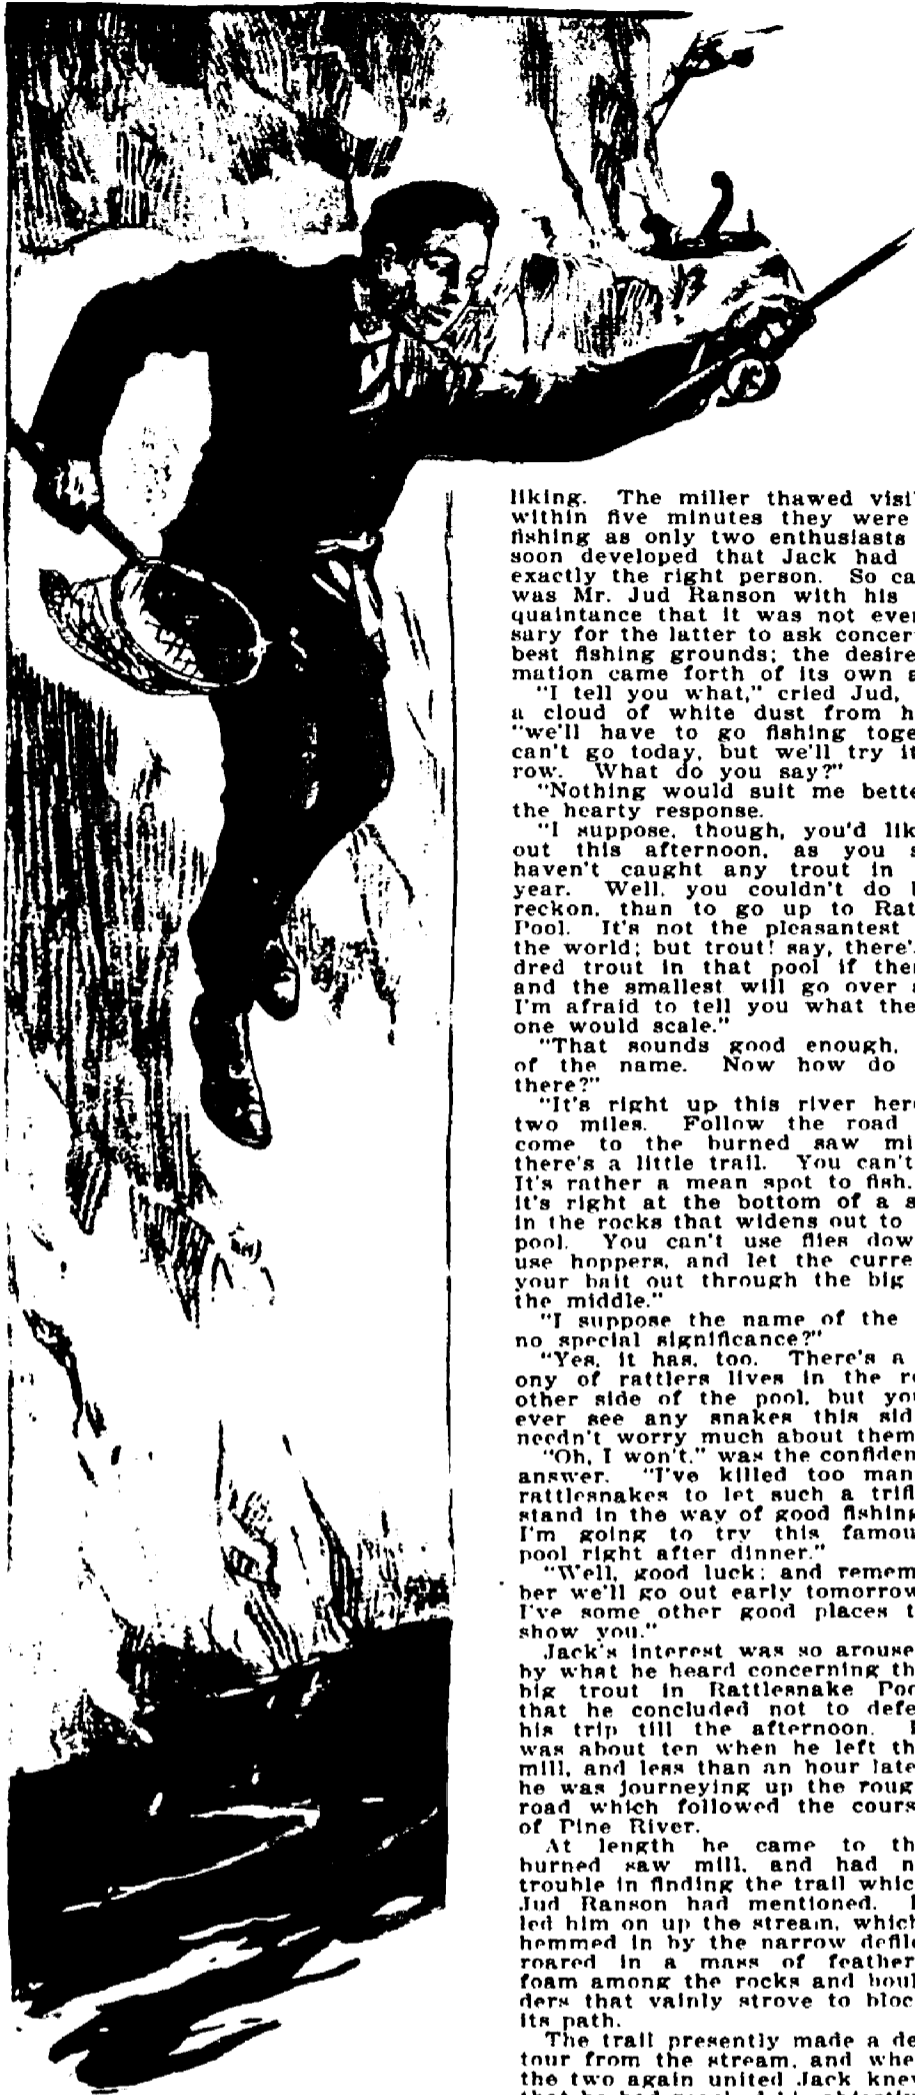 liking. The miller thawed visi
within five minutes they were
fishing as only two enthusiasts
soon developed that Jack had
exactly the right person. So ca
was Mr. Jud Ranson with his
quaintance that it was not ever
sary for the latter to ask concer
best fishing grounds; the desire
mation came forth of its own a
"I tell you what," cried Jud,
a cloud of white dust from h
"we'll have to go fishing toge
can't go today, but we'll try it
row. What do you say?"
"Nothing would suit me bette
the hearty response.
"I suppose, though, you'd lik
out this afternoon, as you s
haven't caught any trout in
year. Well, you couldn't do b
reckon, than to go up to Rat
Pool. It's not the pleasantest
the world; but trout! say, there'
dred trout in that pool if ther
and the smallest will go over a
I'm afraid to tell you what the
one would scale."
"That sounds good enough,
of the name. Now how do
there?"
"It's right up this river here
two miles. Follow the road
come to the burned saw mi
there's a little trail. You can't
It's rather a mean spot to fish.
it's right at the bottom of a s
in the rocks that widens out to
pool. You can't use flies dow
use hoppers, and let the curre
your bait out through the big
the middle."
"I suppose the name of the
no special significance?"
"Yes, it has, too. There's a
ony of rattlers lives in the r
other side of the pool, but you
ever see any snakes this sid
needn't worry much about them
"Oh, I won't," was the confiden
answer. "I've killed too man
rattlesnakes to let such a trifl
stand in the way of good fishing
I'm going to try this famou
pool right after dinner."
"Well, good luck; and remem
ber we'll go out early tomorrow
I've some other good places t
show you."
Jack's interest was so arouse
by what he heard concerning th
big trout in Rattlesnake Poo
that he concluded not to defe
his trip till the afternoon. I
was about ten when he left th
mill, and less than an hour late
he was journeying up the roug
road which followed the cours
of Pine River.
At length he came to th
burned saw mill, and had n
trouble in finding the trail whic
Jud Ranson had mentioned. I
led him on up the stream, which
hemmed in by the narrow defile
roared in a mass of feather
foam among the rocks and boul
ders that vainly strove to bloc
its path.
The trail presently made a de
tour from the stream, and whe
the two again united Jack knew